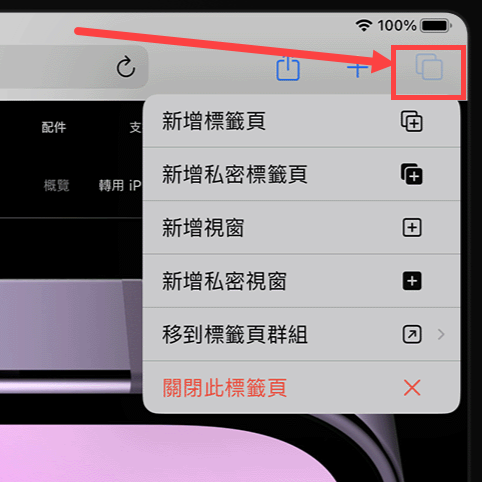 100%
配件
支
新增標籤頁
概覽
轉用 iP
新增私密標籤頁
新增視窗
新增私密視窗
移到標籤頁群組
關閉此標籤頁